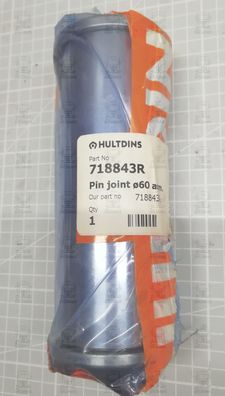 HULTDINS
Part No
718843R
Pin joint ø60
Our part no 718843
Qty
1